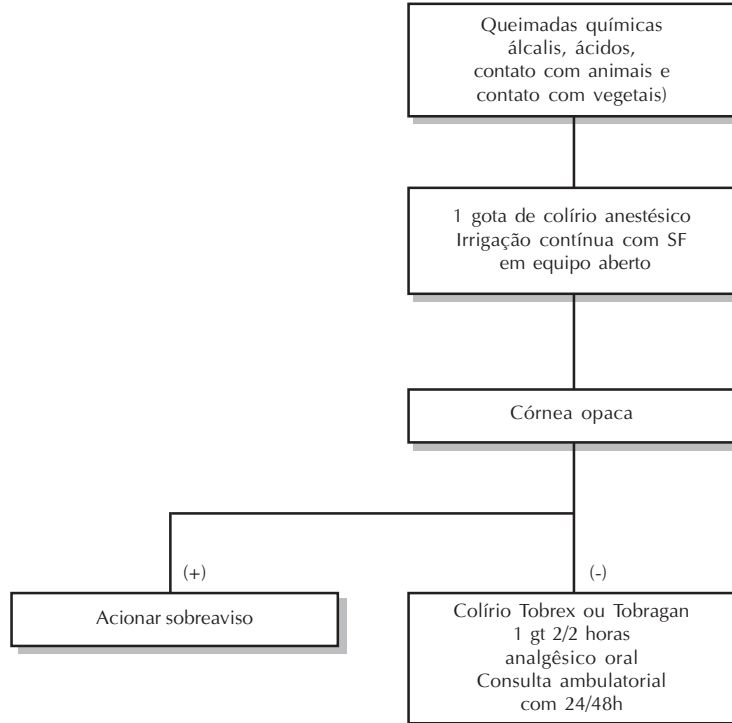 Queimadas químicas
álcalis, ácidos,
contato com animais e
contato com vegetais)
1 gota de colírio anestésico
Irrigação contínua com SF
em equipo aberto
Córnea opaca
(+)
(-)
Acionar sobreaviso
Colírio Tobrex ou Tobragan
1 gt 2/2 horas
analgêsico oral
Consulta ambulatorial
com 24/48h